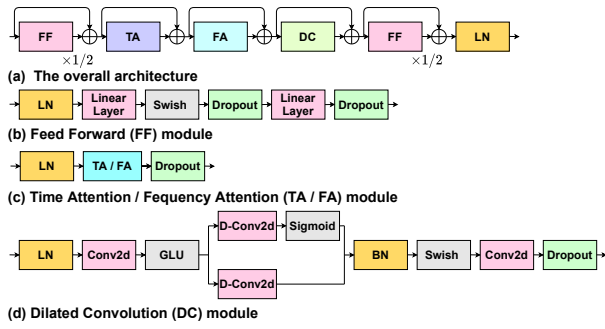 FF TA FA DC FF LN
×1/2 ×1/2
(a) The overall architecture
LN Linear Layer Swish Dropout Linear Layer Dropout
(b) Feed Forward (FF) module
LN TA / FA Dropout
(c) Time Attention / Fequency Attention (TA / FA) module
D-Conv2d Sigmoid
LN Conv2d GLU BN Swish Conv2d Dropout
D-Conv2d
(d) Dilated Convolution (DC) module